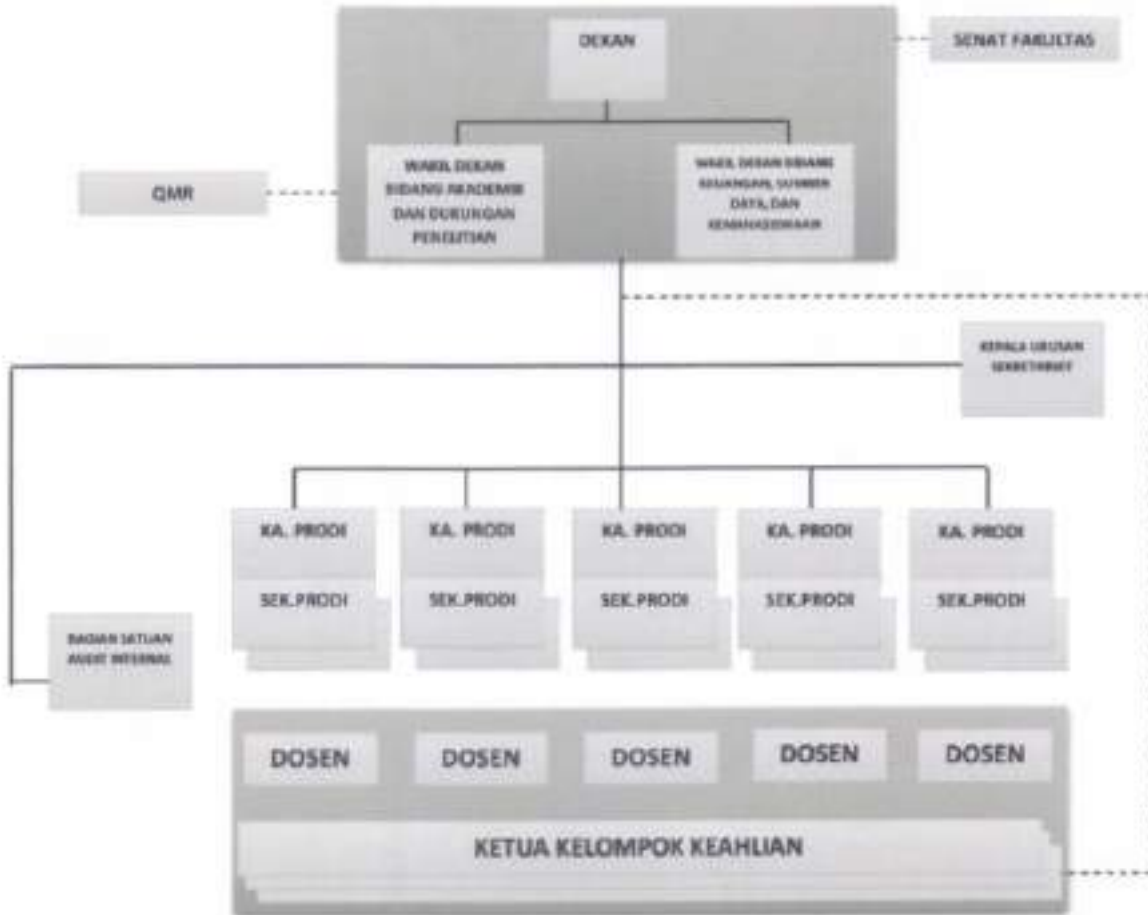 DEKAN
SENAT FAKULTAS
WAKIL DEKAN
BIDANG AKADEMIK
DAN DUKUNGAN
PENELITIAN
WAKIL DEKAN BIDANG
KEUANGAN, SUMBER
DAYA, DAN
KEMAHASISWAAN
QMR
KEPALA URUSAN
SEKRETARIAT
KA. PRODI
KA. PRODI
KA. PRODI
KA. PRODI
KA. PRODI
SEK.PRODI
SEK.PRODI
SEK.PRODI
SEK.PRODI
SEK.PRODI
BAGIAN SATUAN
AUDIT INTERNAL
DOSEN
DOSEN
DOSEN
DOSEN
DOSEN
KETUA KELOMPOK KEAHLIAN